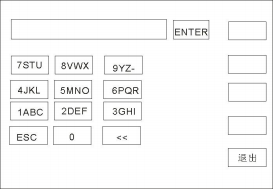 ENTER
7STU 8VWX 9YZ-
4JKL 5MNO 6PQR
1ABC 2DEF 3GHI
ESC 0 <<
退出